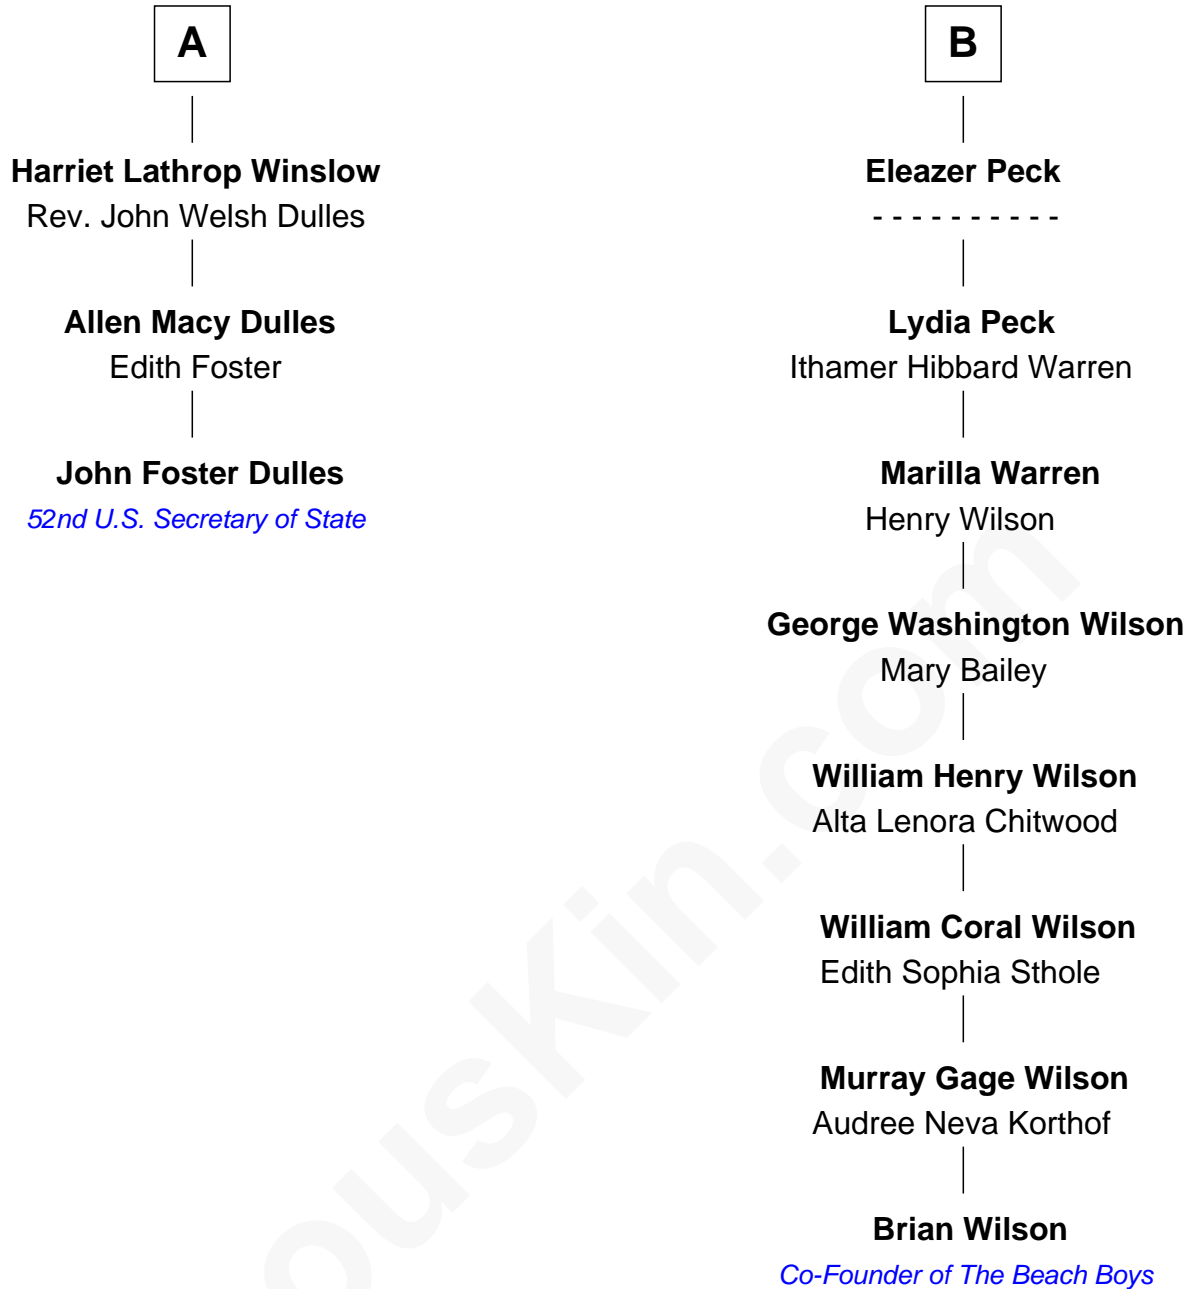 A
Harriet Lathrop Winslow
Rev. John Welsh Dulles
Allen Macy Dulles
Edith Foster
John Foster Dulles
52nd U.S. Secretary of State
B
Eleazer Peck
- - - - - - - - - -
Lydia Peck
Ithamer Hibbard Warren
Marilla Warren
Henry Wilson
George Washington Wilson
Mary Bailey
William Henry Wilson
Alta Lenora Chitwood
William Coral Wilson
Edith Sophia Sthole
Murray Gage Wilson
Audree Neva Korthof
Brian Wilson
Co-Founder of The Beach Boys
ousKin.com